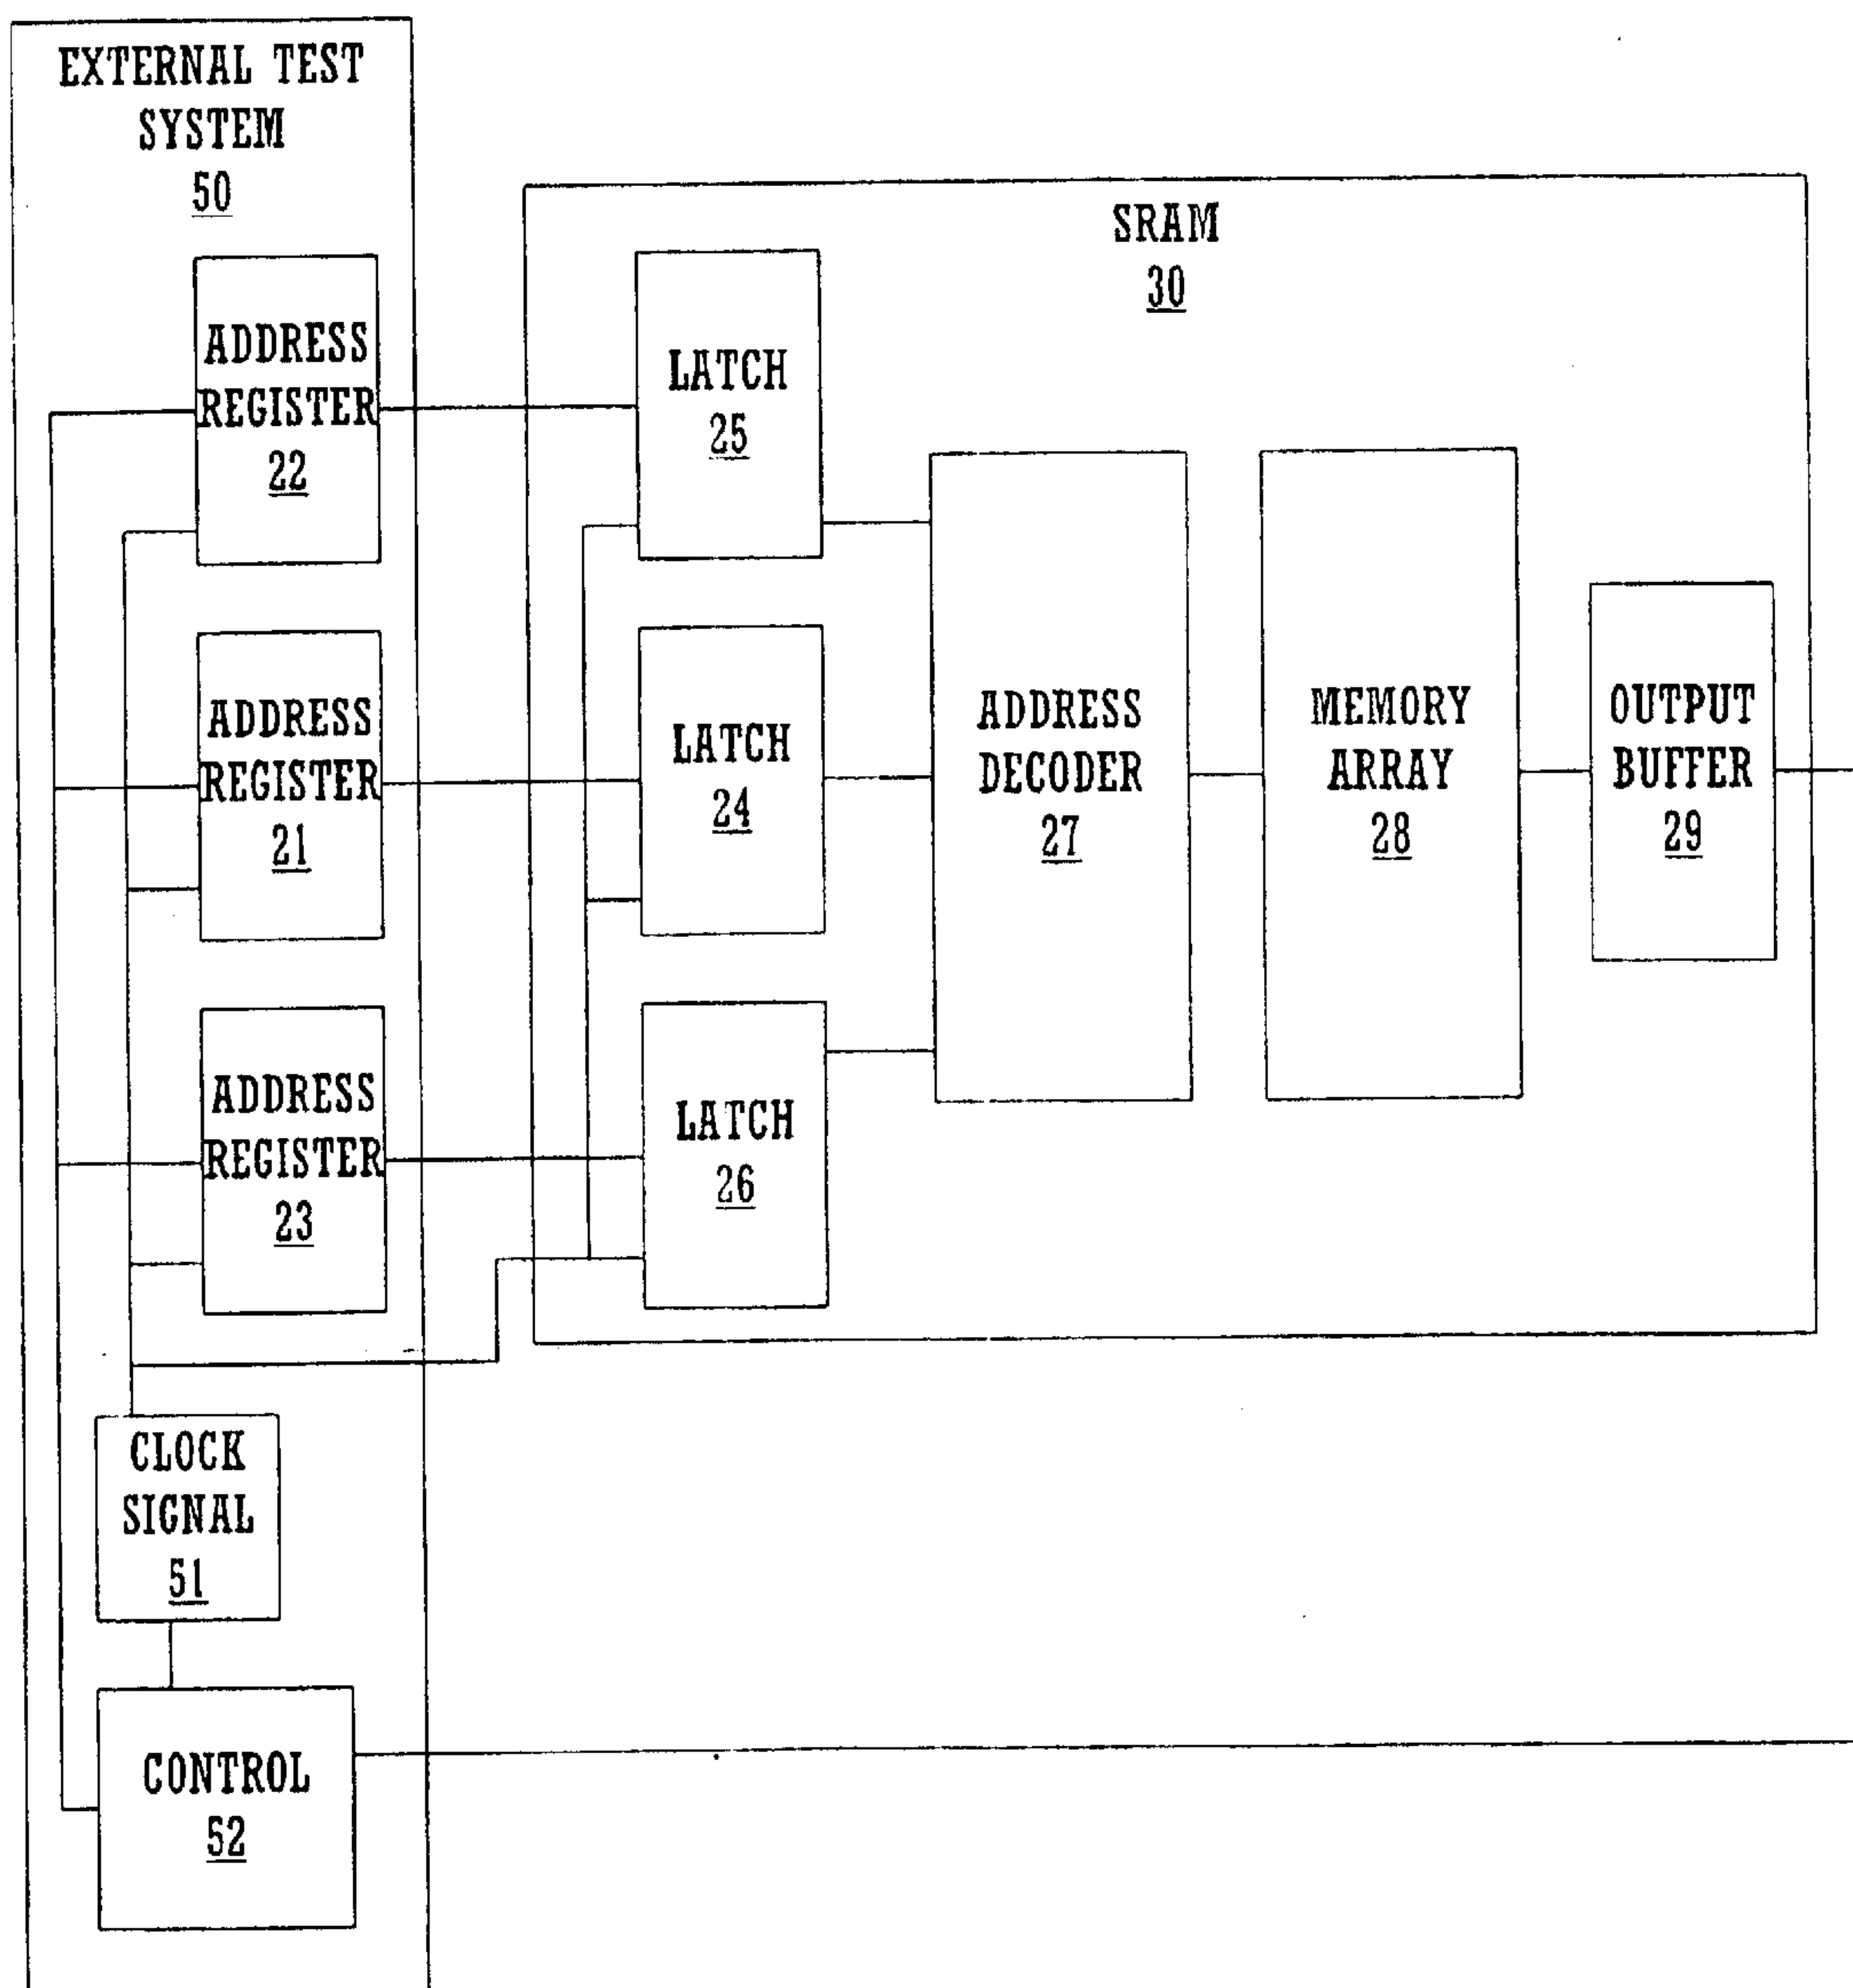 EXTERNAL TEST
SYSTEM
50
SRAM
30
ADDRESS
REGISTER
22
LATCH
25
ADDRESS
REGISTER
21
LATCH
24
ADDRESS
DECODER
27
MEMORY
ARRAY
28
OUTPUT
BUFFER
29
ADDRESS
REGISTER
23
LATCH
26
CLOCK
SIGNAL
51
CONTROL
52